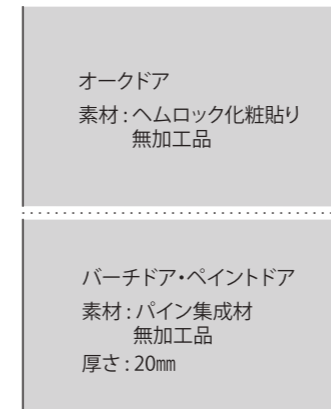 オークドア
素材：ヘムロック化粧貼り
無加工品
バーチドア・ペイントドア
素材：パイン集成材
無加工品
厚さ：20㎜